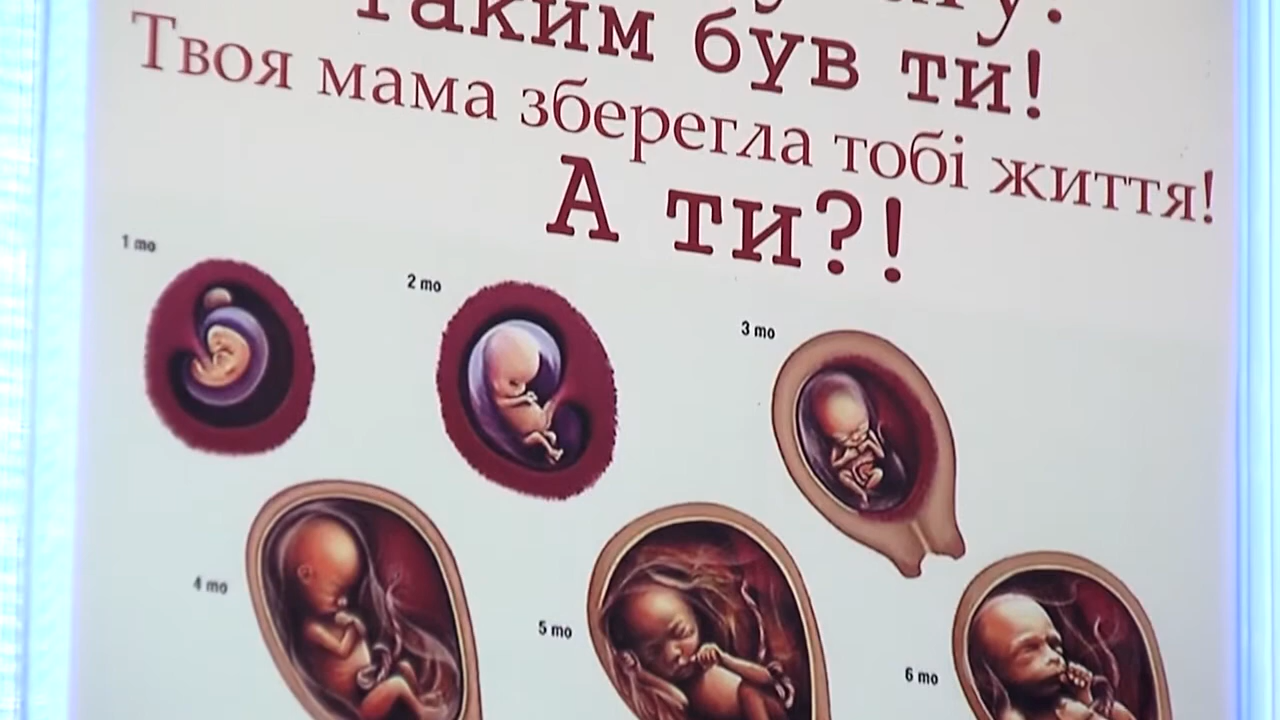 Таким був ти!
Твоя мама зберегла тобі життя!
А ти?!
1 mo
2 mo
3 mo
4 mo
5 mo
6 mo